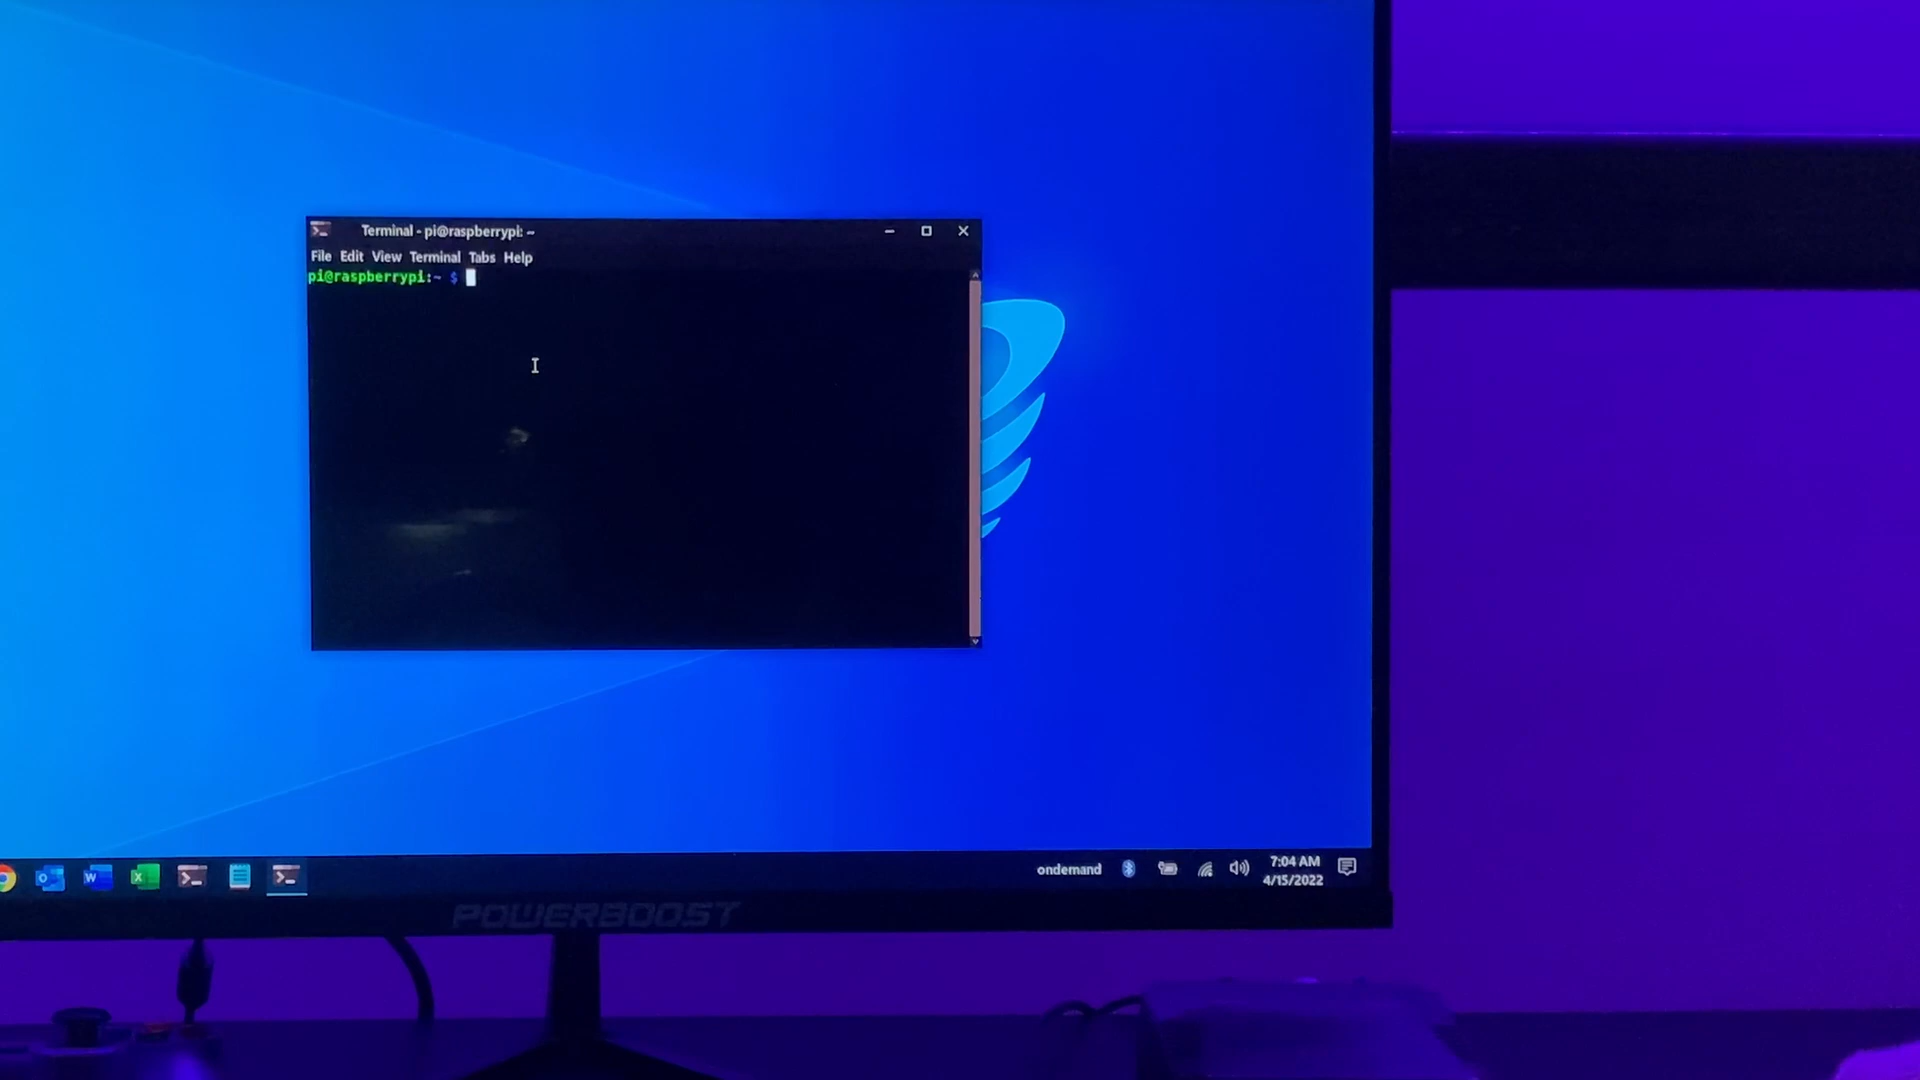 Terminal - pi@raspberrypi: ~
File Edit View Terminal Tabs Help
pi@raspberrypi:~ $
ondemand
7:04 AM
4/15/2022
POWERBOOST